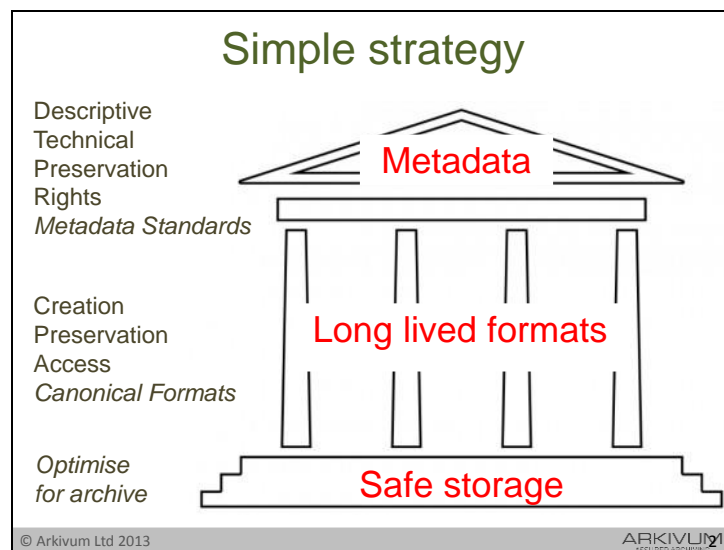 Simple strategy
Descriptive
Technical
Preservation
Rights
Metadata Standards
Metadata
Creation
Preservation
Access
Canonical Formats
Long lived formats
Optimise
for archive
Safe storage
© Arkivum Ltd 2013
ARKIVUM
2